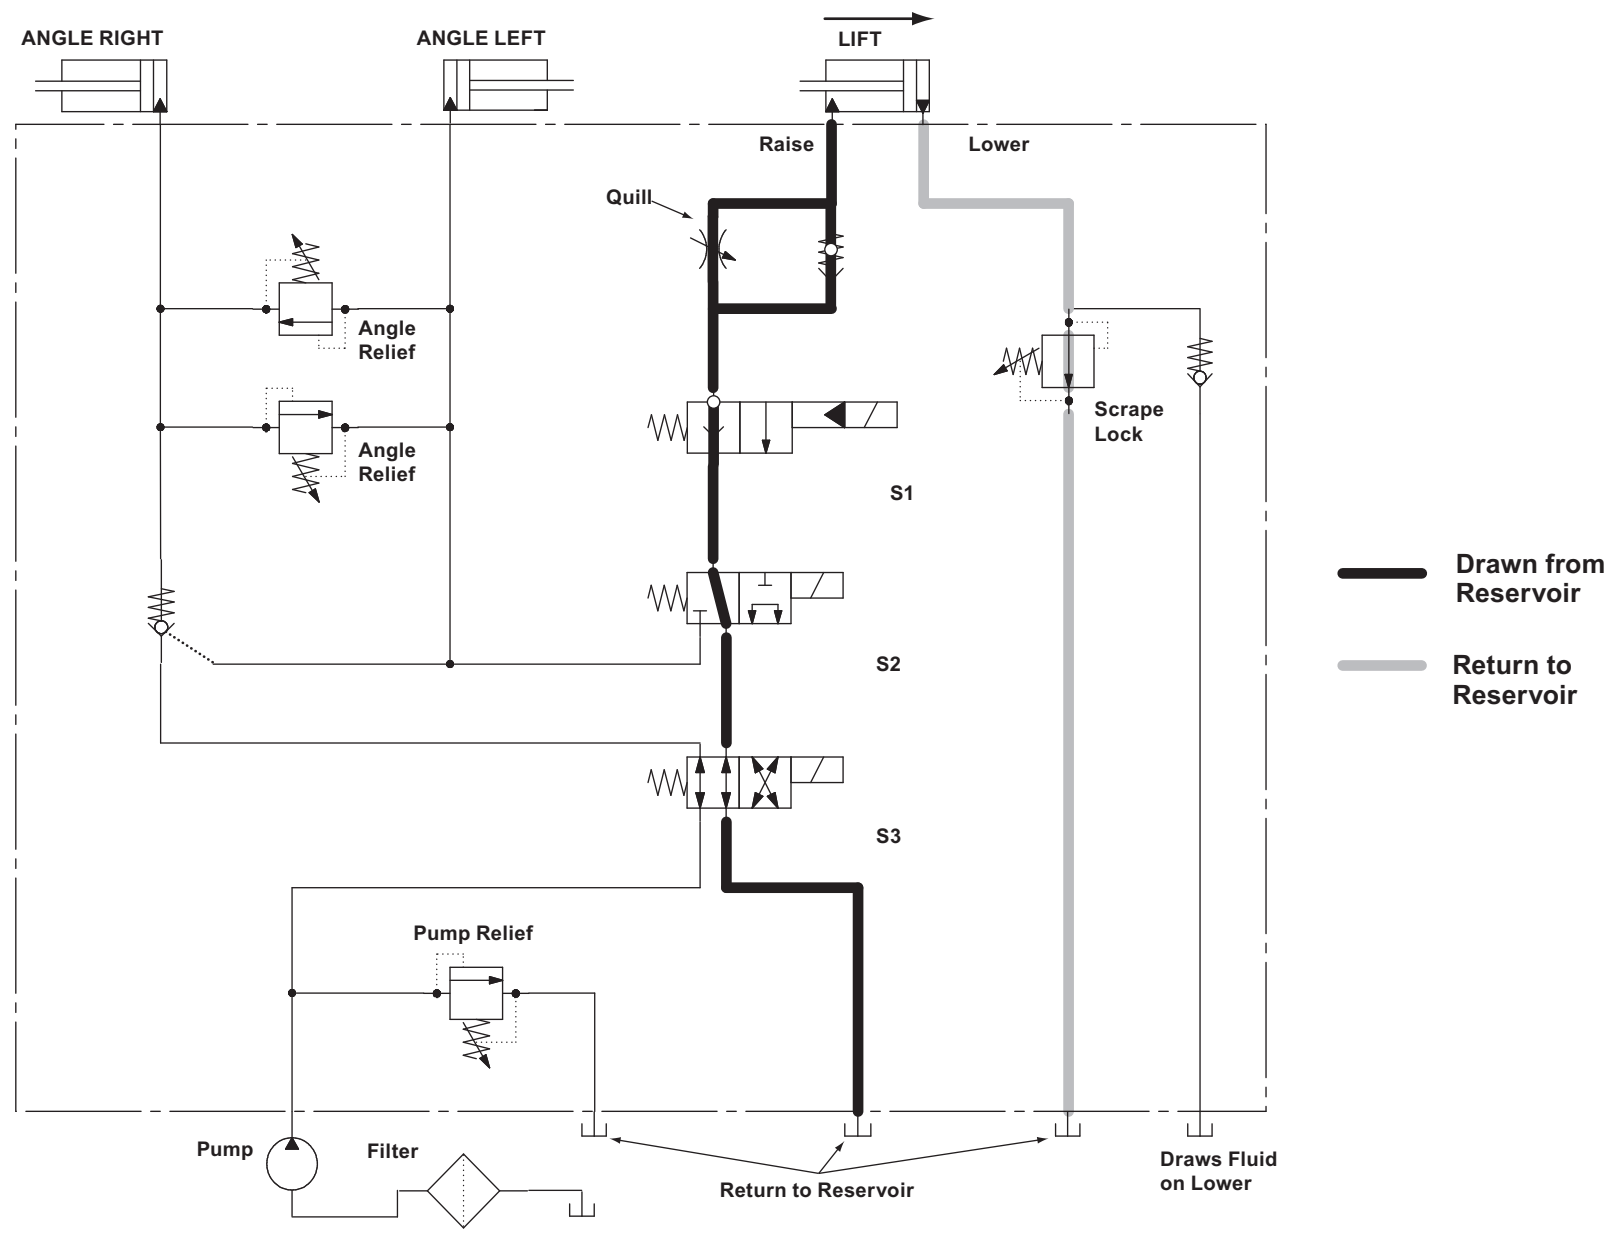 ANGLE RIGHT
ANGLE LEFT
LIFT
Raise
Lower
Quill
Angle
Relief
Angle
Relief
Scrape
Lock
S1
S2
S3
Drawn from
Reservoir
Return to
Reservoir
Pump Relief
Pump
Filter
Return to Reservoir
Draws Fluid
on Lower